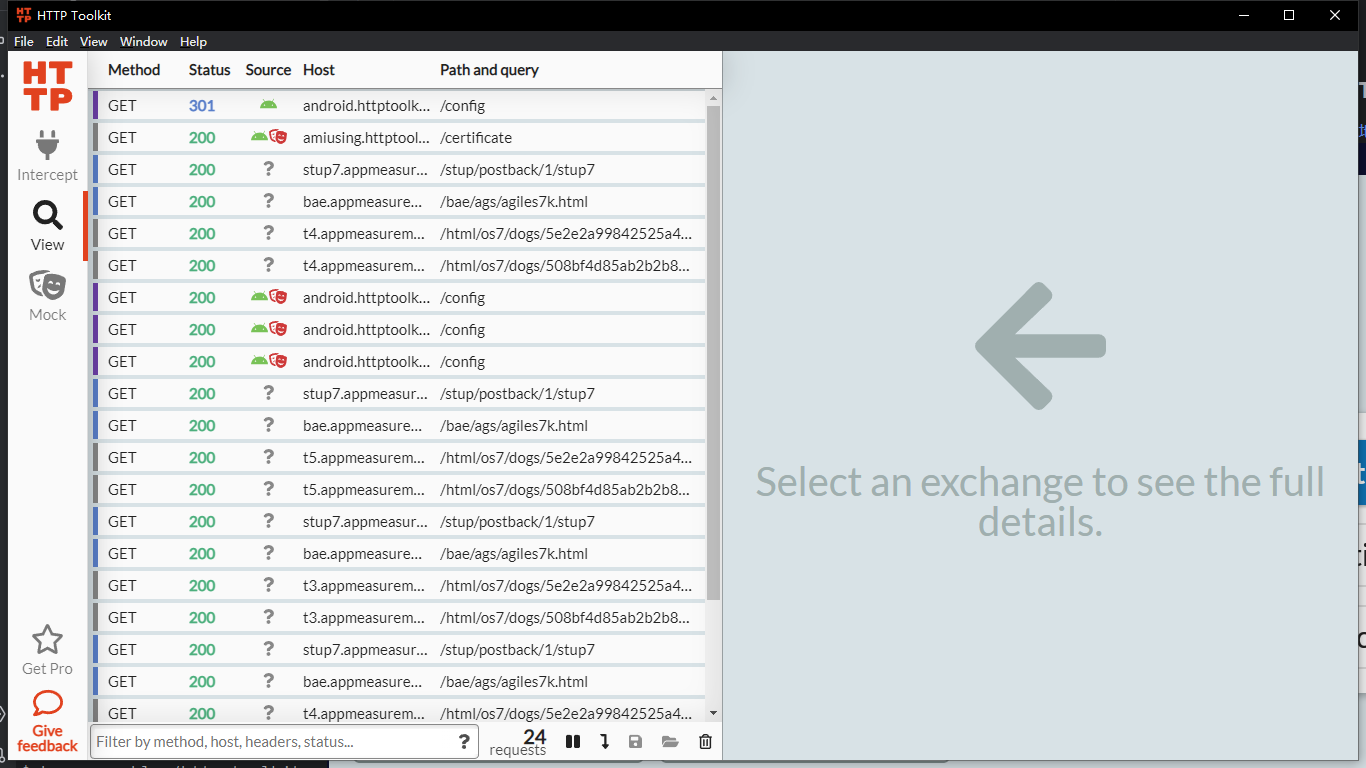 HTTP Toolkit
File Edit View Window Help
HT
TP
Intercept
View
Mock
Get Pro
Give
feedback
Method Status Source Host Path and query
GET 301 android.httptoolk... /config
GET 200 amiusing.httptool... /certificate
GET 200 ? stup7.appmeasur... /stup/postback/1/stup7
GET 200 ? bae.appmeasure... /bae/ags/agiles7k.html
GET 200 ? t4.appmeasurem... /html/os7/dogs/5e2e2a99842525a4...
GET 200 ? t4.appmeasurem... /html/os7/dogs/508bf4d85ab2b2b8...
GET 200 android.httptoolk... /config
GET 200 android.httptoolk... /config
GET 200 android.httptoolk... /config
GET 200 ? stup7.appmeasur... /stup/postback/1/stup7
GET 200 ? bae.appmeasure... /bae/ags/agiles7k.html
GET 200 ? t5.appmeasurem... /html/os7/dogs/5e2e2a99842525a4...
GET 200 ? t5.appmeasurem... /html/os7/dogs/508bf4d85ab2b2b8...
GET 200 ? stup7.appmeasur... /stup/postback/1/stup7
GET 200 ? bae.appmeasure... /bae/ags/agiles7k.html
GET 200 ? t3.appmeasurem... /html/os7/dogs/5e2e2a99842525a4...
GET 200 ? t3.appmeasurem... /html/os7/dogs/508bf4d85ab2b2b8...
GET 200 ? stup7.appmeasur... /stup/postback/1/stup7
GET 200 ? bae.appmeasure... /bae/ags/agiles7k.html
GET 200 ? t4.appmeasurem... /html/os7/dogs/5e2e2a99842525a4...
Filter by method, host, headers, status... ?
24
requests
Select an exchange to see the full
details.